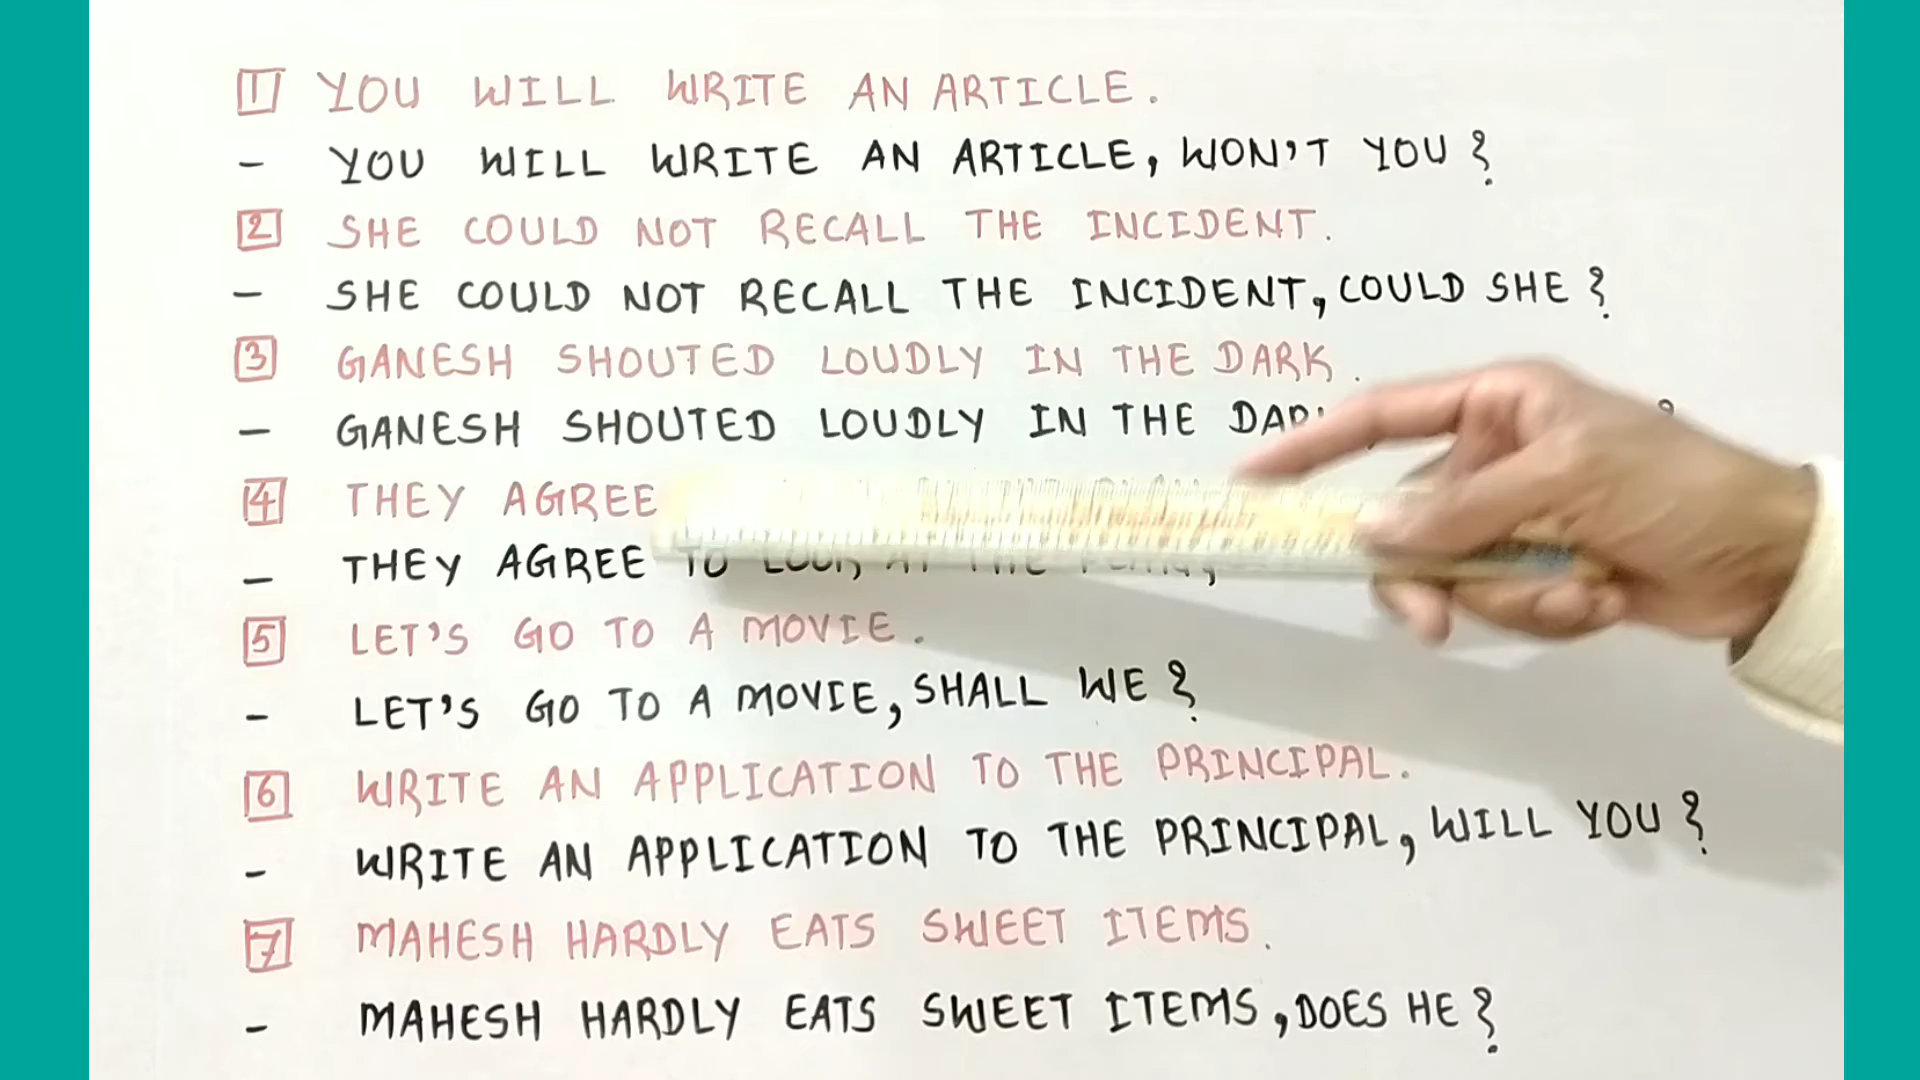 1 YOU WILL WRITE AN ARTICLE.
- YOU WILL WRITE AN ARTICLE, WON'T YOU?
2 SHE COULD NOT RECALL THE INCIDENT.
- SHE COULD NOT RECALL THE INCIDENT, COULD SHE?
3 GANESH SHOUTED LOUDLY IN THE DARK.
- GANESH SHOUTED LOUDLY IN THE
4 THEY AGREE
- THEY AGREE TO LOOK AT THE
5 LET'S GO TO A MOVIE.
- LET'S GO TO A MOVIE, SHALL WE?
6 WRITE AN APPLICATION TO THE PRINCIPAL.
- WRITE AN APPLICATION TO THE PRINCIPAL, WILL YOU?
7 MAHESH HARDLY EATS SWEET ITEMS.
- MAHESH HARDLY EATS SWEET ITEMS, DOES HE?